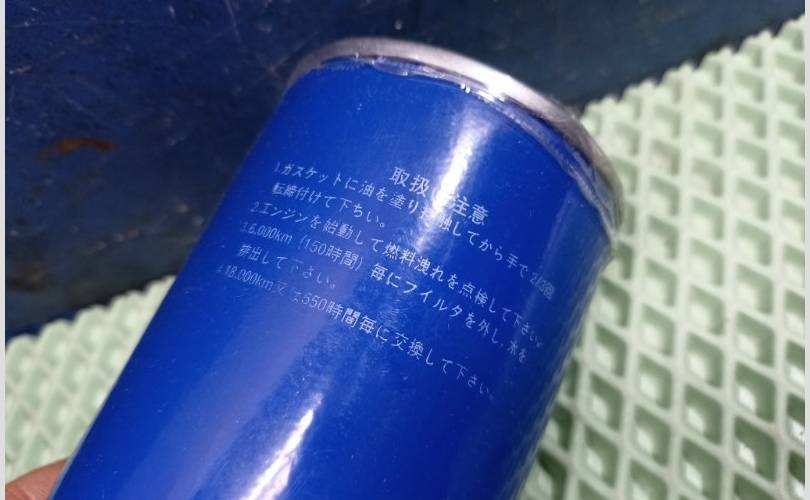 取扱 注意
1.ガスケットに油を塗り接触してから手で2/3回
転締付けて下ちい。
2.エンジンを始動して燃料洩れを点検して下さい。
3.6,000km (150時間) 毎にフイルタを外し、水を
排出して下さい。
4.18,000km又は550時間毎に交換して下さい。